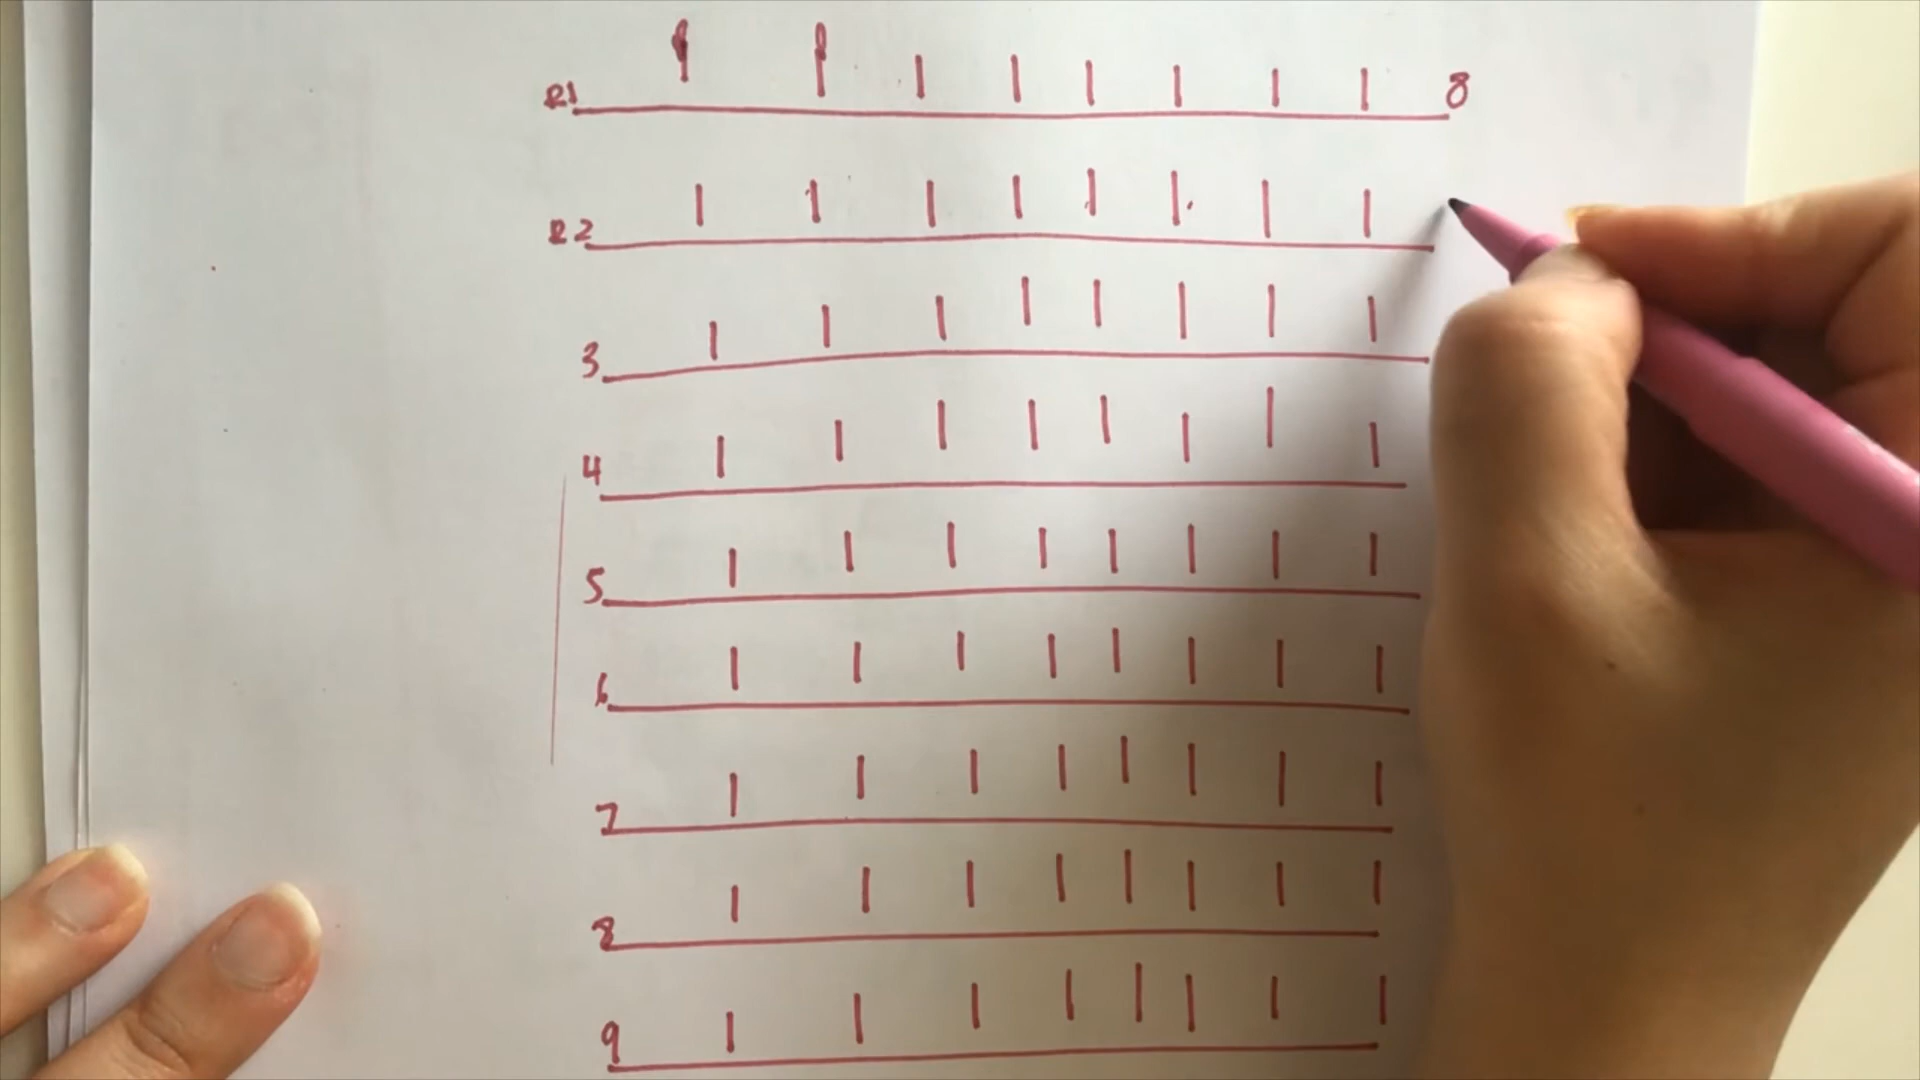 R1 | | | | | | | | 8
R2 | | | | | | | |
3 | | | | | | | |
4 | | | | | | | |
5 | | | | | | | |
6 | | | | | | | |
7 | | | | | | | |
8 | | | | | | | |
9 | | | | | | | |